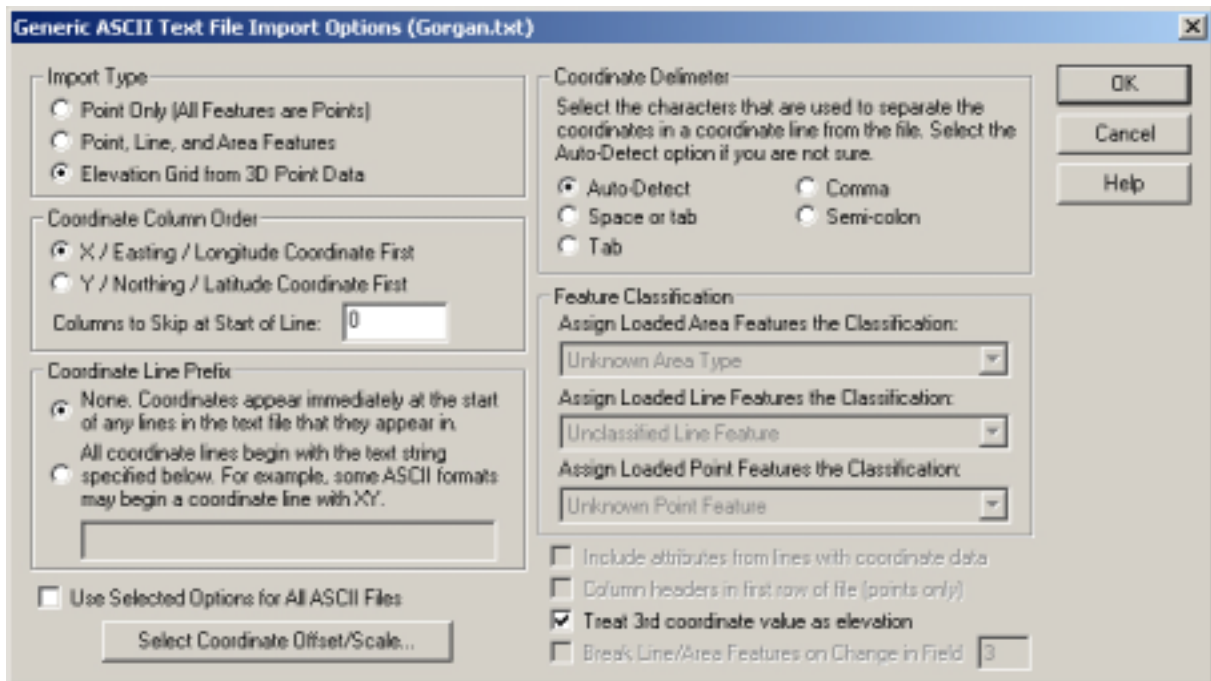 Generic ASCII Text File Import Options (Gorgan.txt)
Import Type
Point Only (All Features are Points)
Point, Line, and Area Features
Elevation Grid from 3D Point Data
Coordinate Column Order
X / Easting / Longitude Coordinate First
Y / Northing / Latitude Coordinate First
Columns to Skip at Start of Line: 0
Coordinate Line Prefix
None. Coordinates appear immediately at the start
of any lines in the text file that they appear in.
All coordinate lines begin with the text string
specified below. For example, some ASCII formats
may begin a coordinate line with XY.
Use Selected Options for All ASCII Files
Select Coordinate Offset/Scale...
Coordinate Delimeter
Select the characters that are used to separate the
coordinates in a coordinate line from the file. Select the
Auto-Detect option if you are not sure.
Auto-Detect
Comma
Space or tab
Semi-colon
Tab
Feature Classification
Assign Loaded Area Features the Classification:
Unknown Area Type
Assign Loaded Line Features the Classification:
Unclassified Line Feature
Assign Loaded Point Features the Classification:
Unknown Point Feature
Include attributes from lines with coordinate data
Column headers in first row of file (points only)
Treat 3rd coordinate value as elevation
Break Line/Area Features on Change in Field 3
OK
Cancel
Help